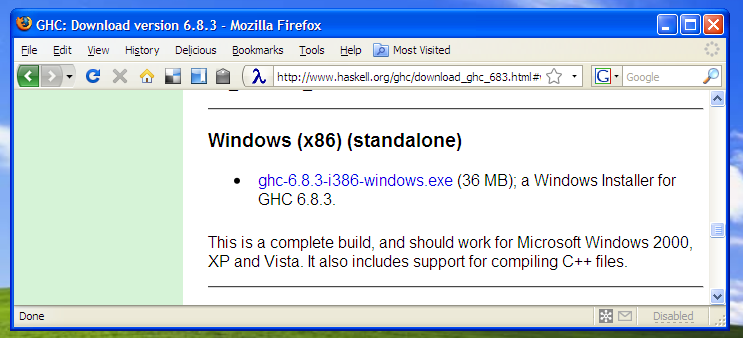 GHC: Download version 6.8.3 - Mozilla Firefox
File Edit View History Delicious Bookmarks Tools Help Most Visited
λ http://www.haskell.org/ghc/download_ghc_683.html# G Google
Windows (x86) (standalone)
ghc-6.8.3-i386-windows.exe (36 MB); a Windows Installer for
GHC 6.8.3.
This is a complete build, and should work for Microsoft Windows 2000,
XP and Vista. It also includes support for compiling C++ files.
Done Disabled